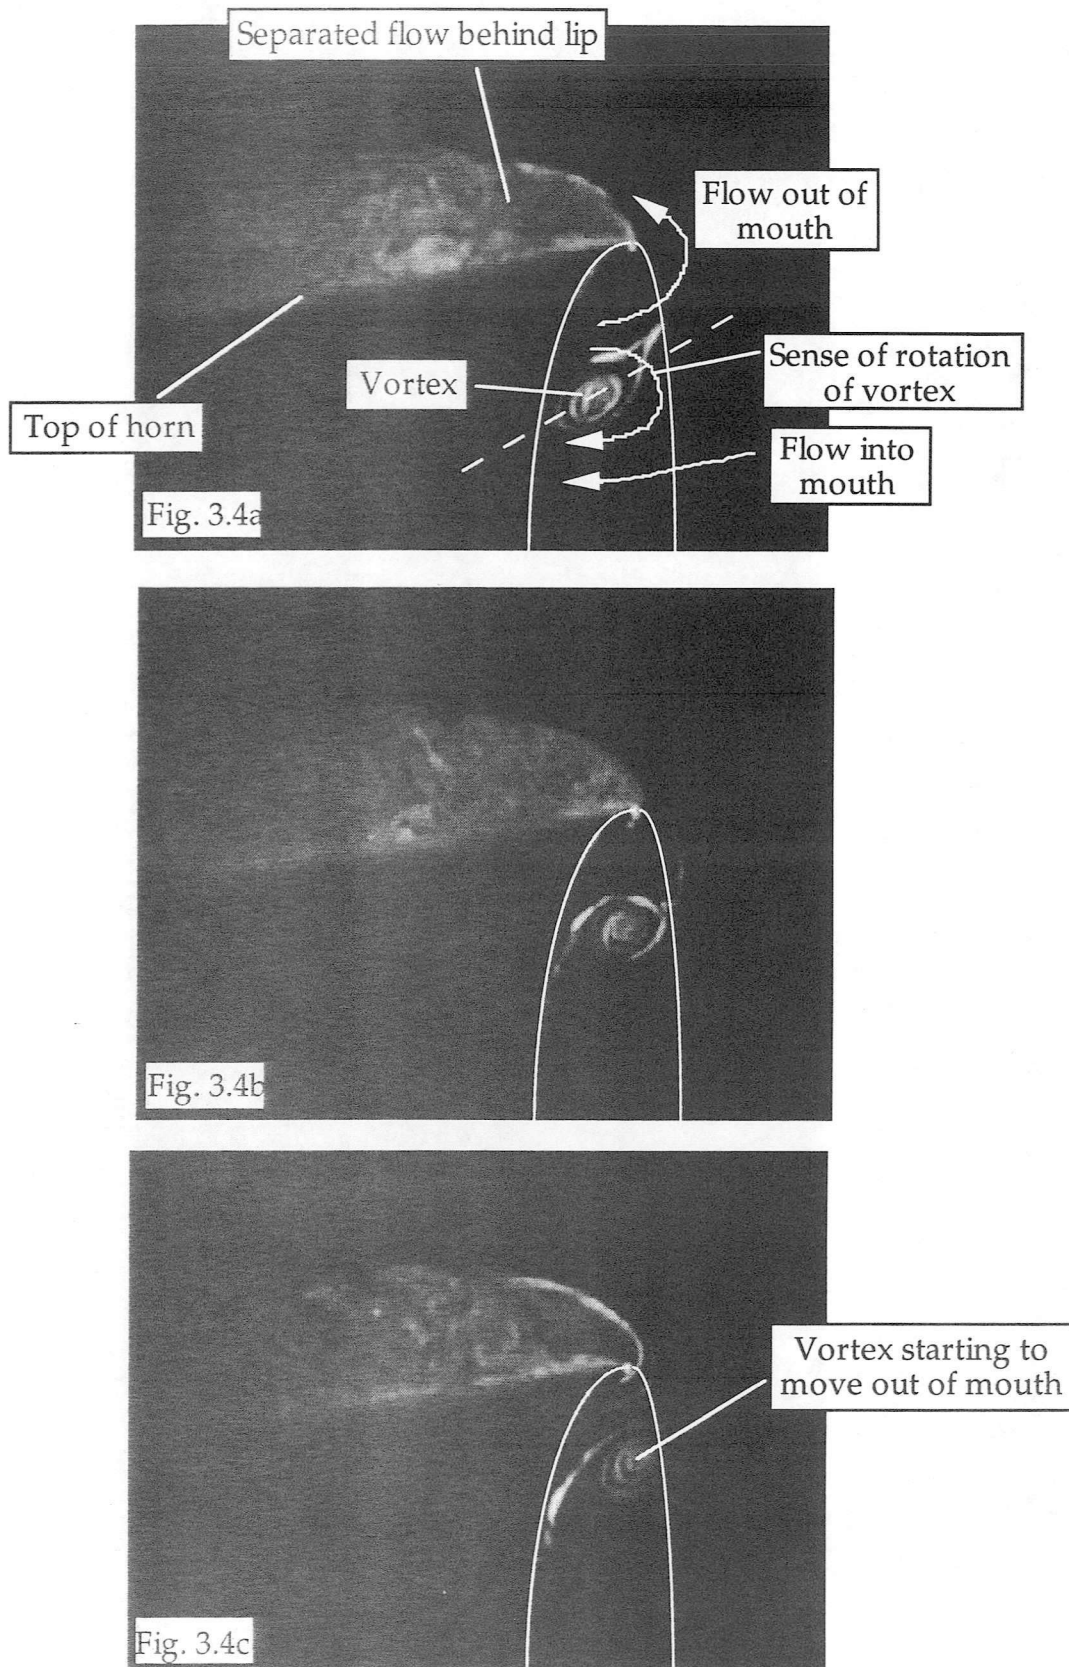 Separated flow behind lip
Flow out of
mouth
Sense of rotation
of vortex
Vortex
Top of horn
Flow into
mouth
Fig. 3.4a
Fig. 3.4b
Vortex starting to
move out of mouth
Fig. 3.4c